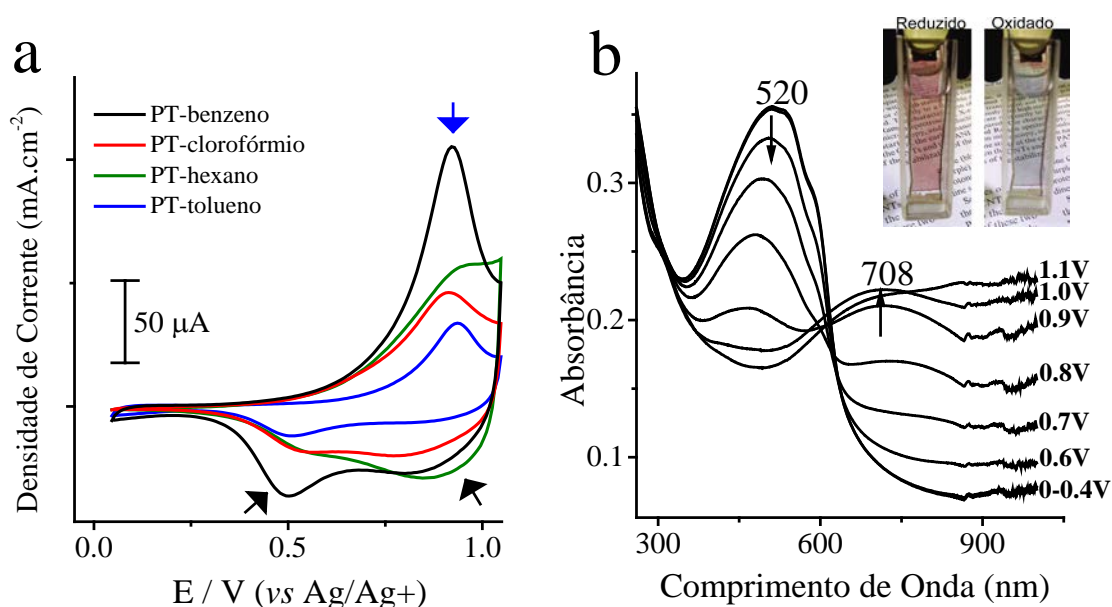 a
PT-benzeno
PT-clorofórmio
PT-hexano
PT-tolueno
50 μA
Densidade de Corrente (mA.cm-2)
0.0
0.5
1.0
E / V (vs Ag/Ag+)
b
Reduzido
Oxidado
520
708
0.3
0.2
0.1
Absorbância
1.1V
1.0V
0.9V
0.8V
0.7V
0.6V
0-0.4V
300
600
900
Comprimento de Onda (nm)